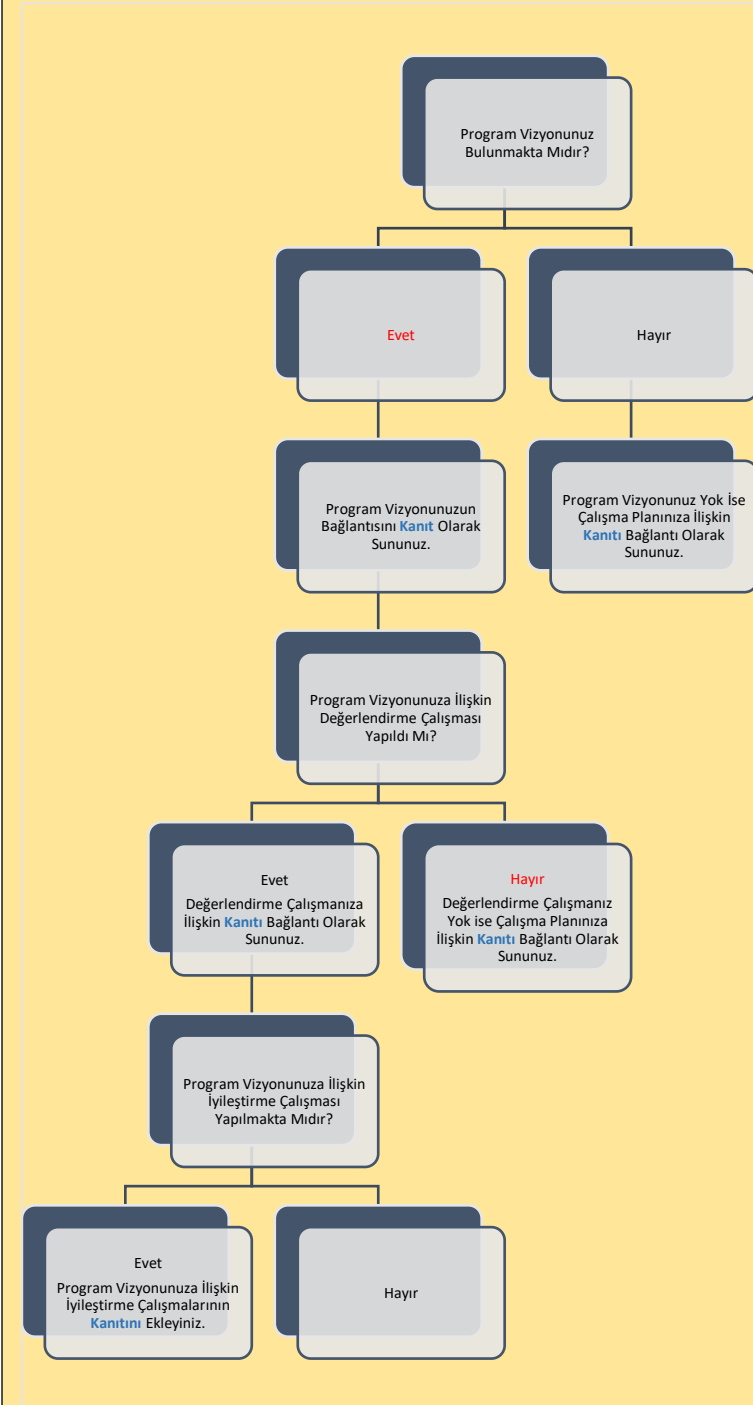 Program Vizyonunuz
Bulunmakta Mıdır?
Evet
Hayır
Program Vizyonunuzun
Bağlantısını Kanıt Olarak
Sununuz.
Program Vizyonunuz Yok İse
Çalışma Planınıza İlişkin
Kanıtı Bağlantı Olarak
Sununuz.
Program Vizyonunuza İlişkin
Değerlendirme Çalışması
Yapıldı Mı?
Evet
Değerlendirme Çalışmanıza
İlişkin Kanıtı Bağlantı Olarak
Sununuz.
Hayır
Değerlendirme Çalışmanız
Yok ise Çalışma Planınıza
İlişkin Kanıtı Bağlantı Olarak
Sununuz.
Program Vizyonunuza İlişkin
İyileştirme Çalışması
Yapılmakta Mıdır?
Evet
Program Vizyonunuza İlişkin
İyileştirme Çalışmalarının
Kanıtını Ekleyiniz.
Hayır